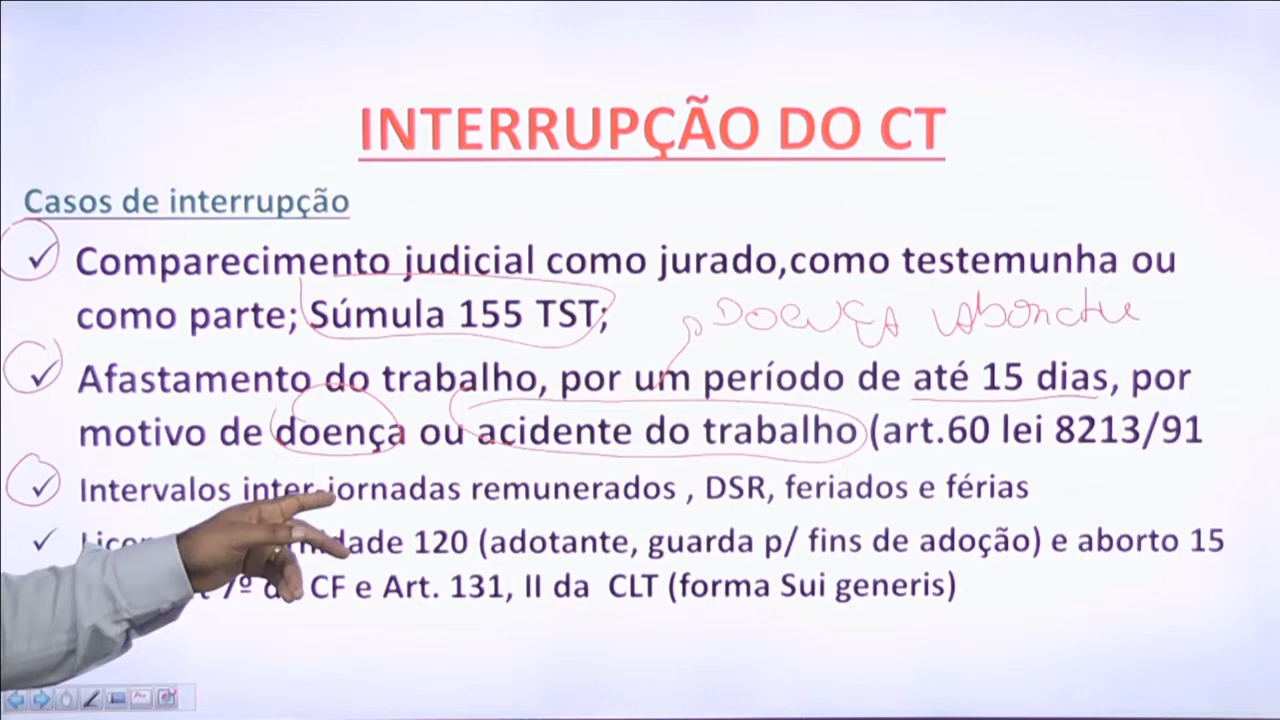 INTERRUPÇÃO DO CT
Casos de interrupção
✓ Comparecimento judicial como jurado,como testemunha ou
como parte; Súmula 155 TST;
DOENÇA
✓ Afastamento do trabalho, por um período de até 15 dias, por
motivo de doença ou acidente do trabalho (art.60 lei 8213/91
✓ Intervalos inter-jornadas remunerados , DSR, feriados e férias
✓ 120 (adotante, guarda p/ fins de adoção) e aborto 15
7º CF e Art. 131, II da CLT (forma Sui generis)